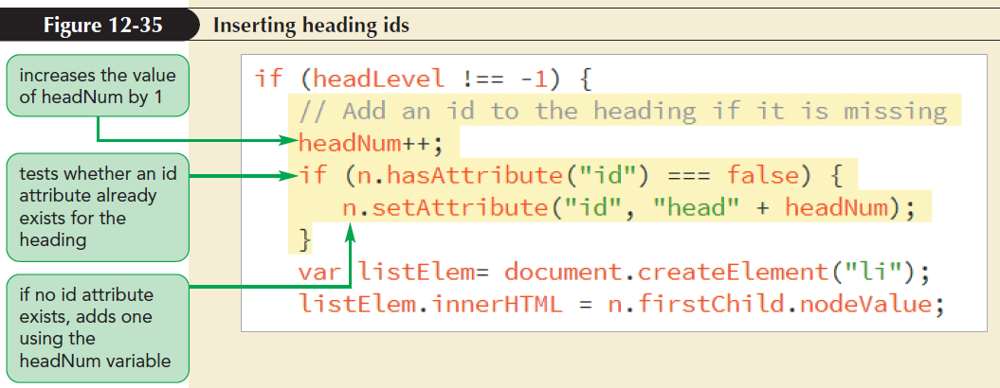 Figure 12-35 Inserting heading ids
increases the value
of headNum by 1
tests whether an id
attribute already
exists for the
heading
if no id attribute
exists, adds one
using the
headNum variable
if (headLevel !== -1) {
// Add an id to the heading if it is missing
headNum++;
if (n.hasAttribute("id") === false) {
n.setAttribute("id", "head" + headNum);
}
var listElem= document.createElement("li");
listElem.innerHTML = n.firstChild.nodeValue;